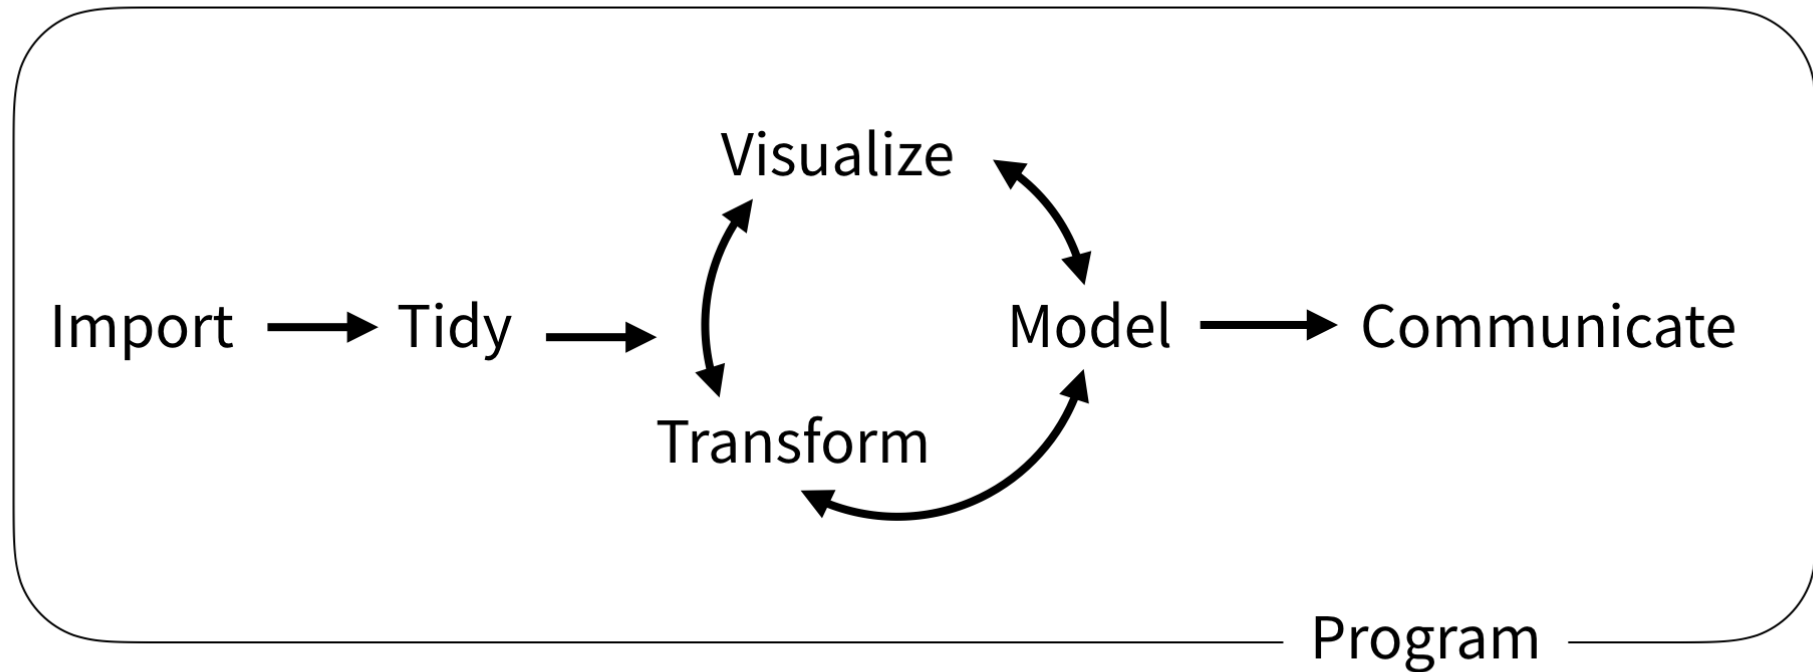 Visualize
Import
Tidy
Model
Communicate
Transform
Program